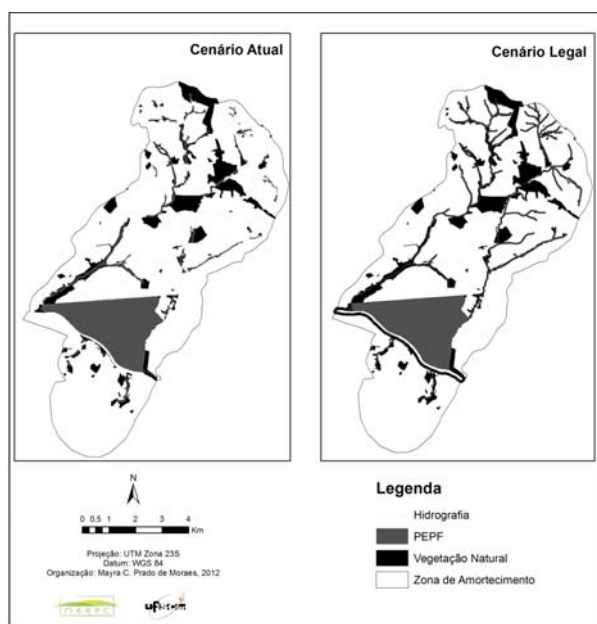 Cenário Atual
Cenário Legal
N
0 0,5 1 2 3 4
Km
Projeção: UTM Zona 23S
Datum: WGS 84
Organização: Mayra C. Prado de Moraes, 2012
Legenda
Hidrografia
PEPF
Vegetação Natural
Zona de Amortecimento